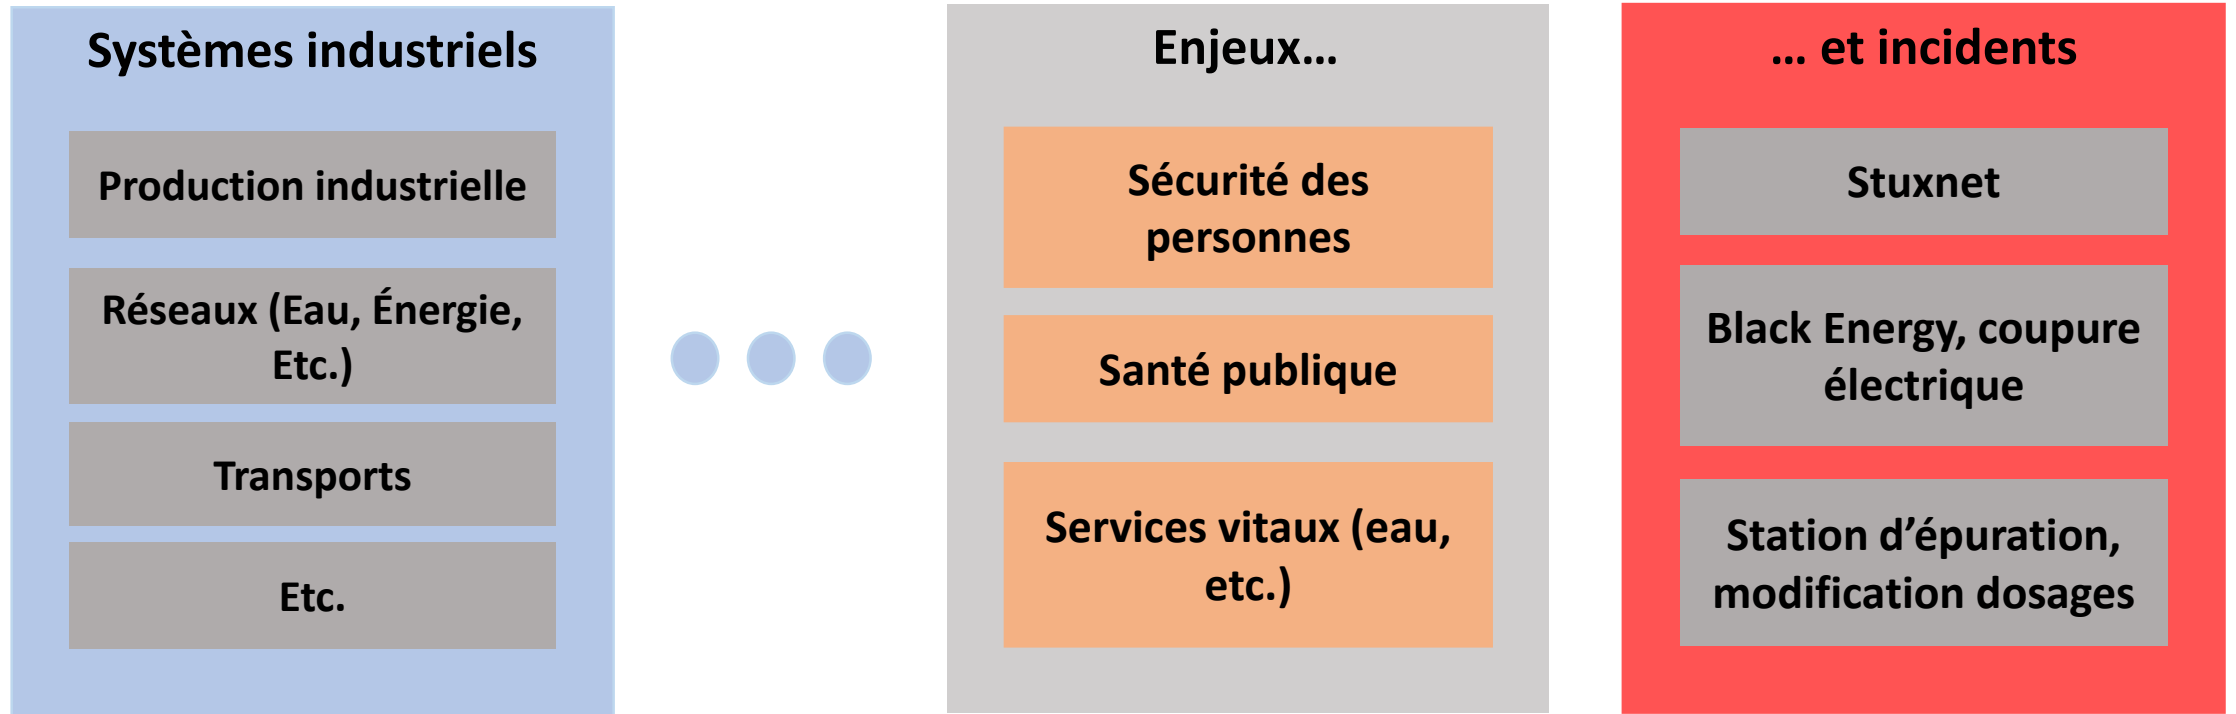 Systèmes industriels
Production industrielle
Réseaux (Eau, Énergie,
Etc.)
Transports
Etc.
Enjeux...
Sécurité des
personnes
Santé publique
Services vitaux (eau,
etc.)
... et incidents
Stuxnet
Black Energy, coupure
électrique
Station d’épuration,
modification dosages